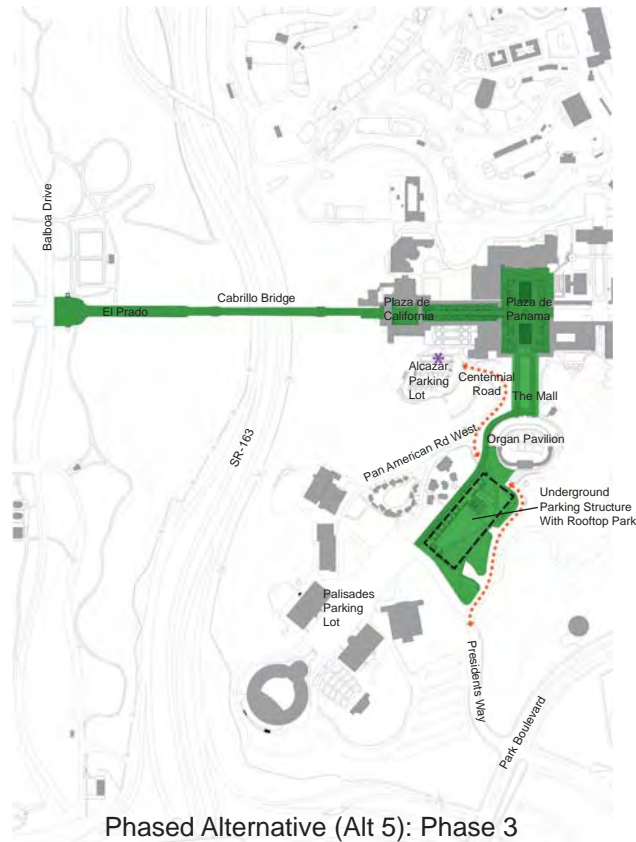 Balboa Drive
Cabrillo Bridge
El Prado
Plaza de
California
Plaza de
Panama
Alcazar
Parking
Lot
Centennial
Road
The Mall
SR-163
Pan American Rd West
Organ Pavilion
Underground
Parking Structure
With Rooftop Park
Palisades
Parking
Lot
Presidents Way
Park Boulevard
Phased Alternative (Alt 5): Phase 3